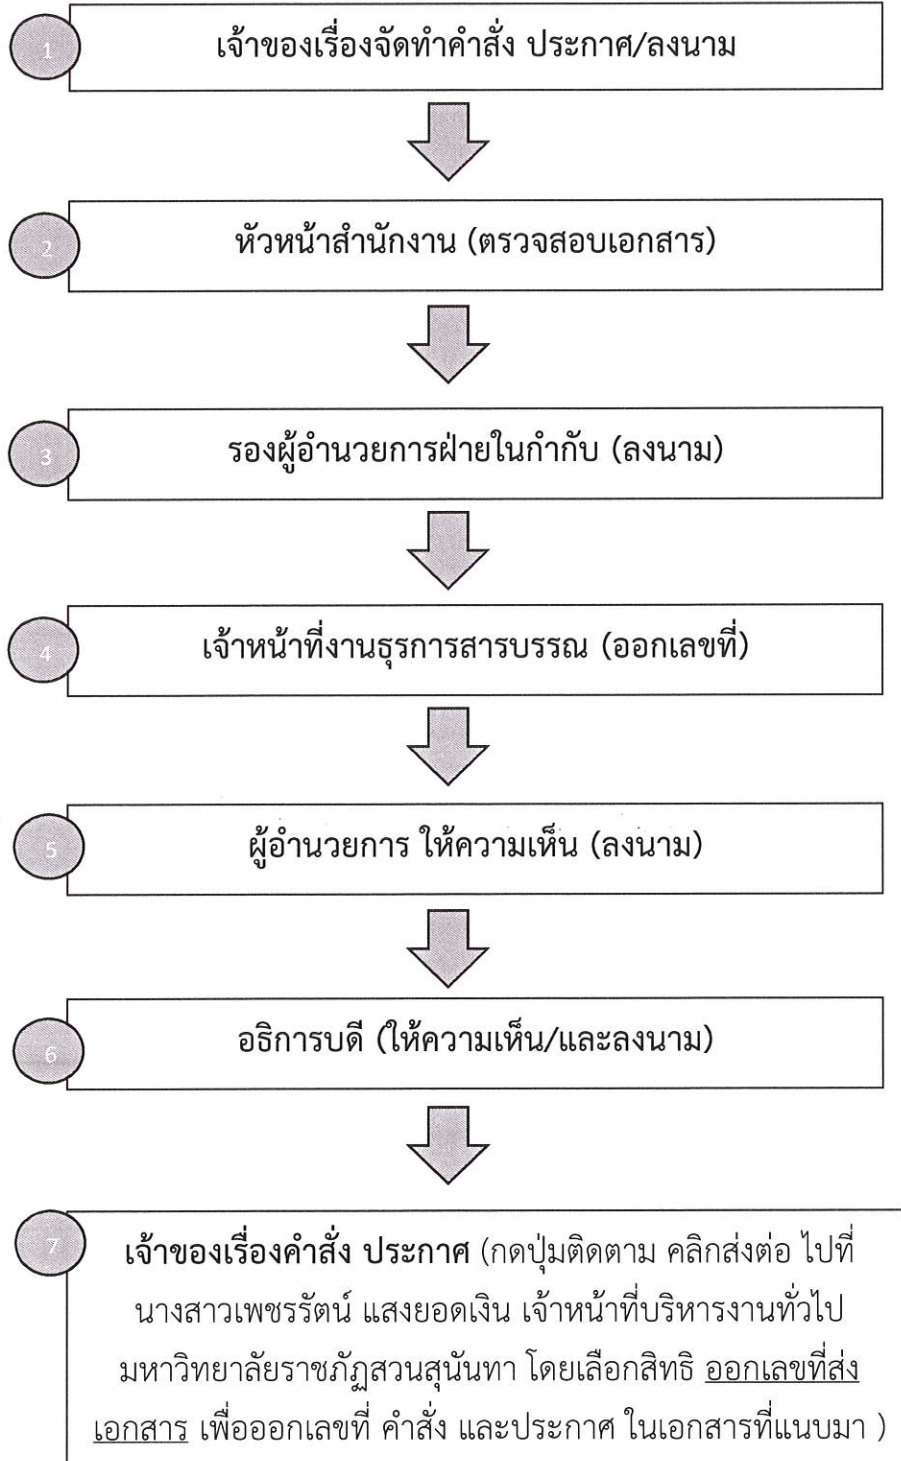 1
เจ้าของเรื่องจัดทำคำสั่ง ประกาศ/ลงนาม
2
หัวหน้าสำนักงาน (ตรวจสอบเอกสาร)
3
รองผู้อำนวยการฝ่ายในกำกับ (ลงนาม)
4
เจ้าหน้าที่งานธุรการสารบรรณ (ออกเลขที่)
5
ผู้อำนวยการ ให้ความเห็น (ลงนาม)
6
อธิการบดี (ให้ความเห็น/และลงนาม)
7
เจ้าของเรื่องคำสั่ง ประกาศ (กดปุ่มติดตาม คลิกส่งต่อ ไปที่
นางสาวเพชรรัตน์ แสงยอดเงิน เจ้าหน้าที่บริหารงานทั่วไป
มหาวิทยาลัยราชภัฏสวนสุนันทา โดยเลือกสิทธิ ออกเลขที่ส่ง
เอกสาร เพื่อออกเลขที่ คำสั่ง และประกาศ ในเอกสารที่แนบมา )